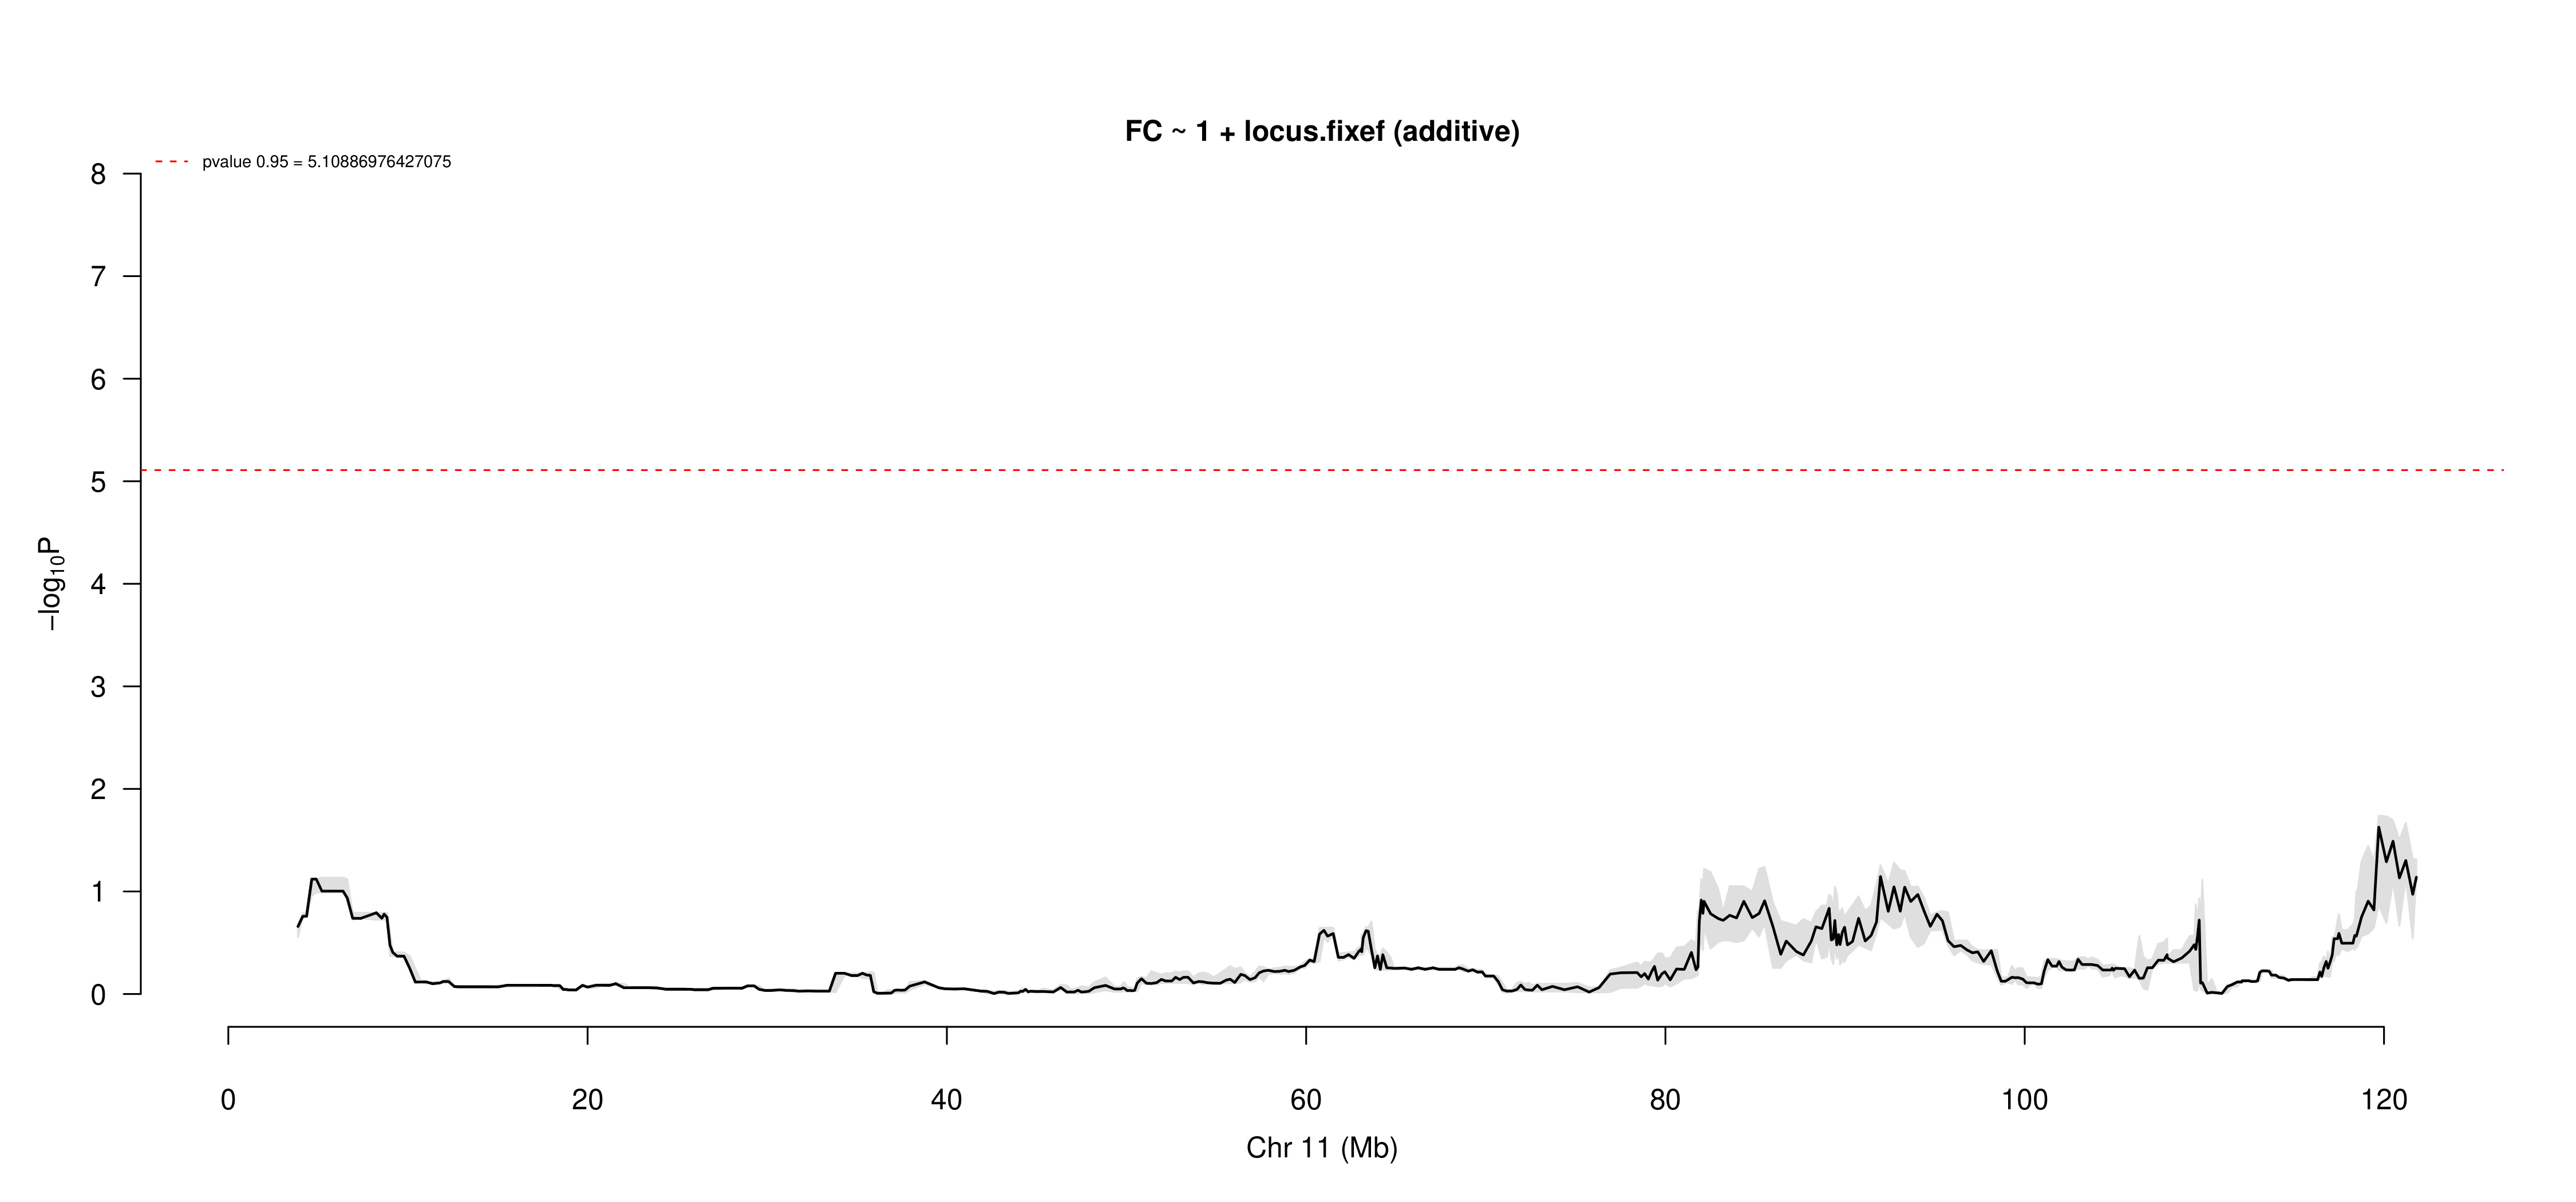 FC ~ 1 + locus.fixef (additive)
pvalue 0.95 = 5.10886976427075
8
7
6
5
4
3
2
1
0
−log10P
0 20 40 60 80 100 120
Chr 11 (Mb)